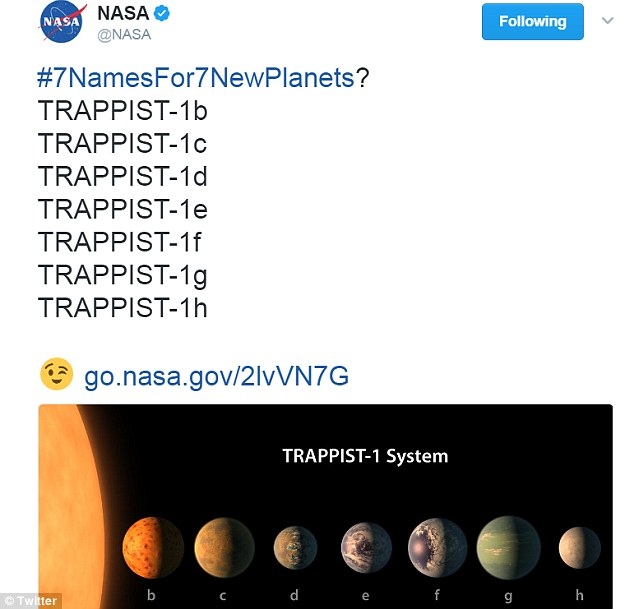 NASA
NASA
@NASA
Following
#7NamesFor7NewPlanets?
TRAPPIST-1b
TRAPPIST-1c
TRAPPIST-1d
TRAPPIST-1e
TRAPPIST-1f
TRAPPIST-1g
TRAPPIST-1h
😉 go.nasa.gov/2lvVN7G
TRAPPIST-1 System
b c d e f g h
© Twitter